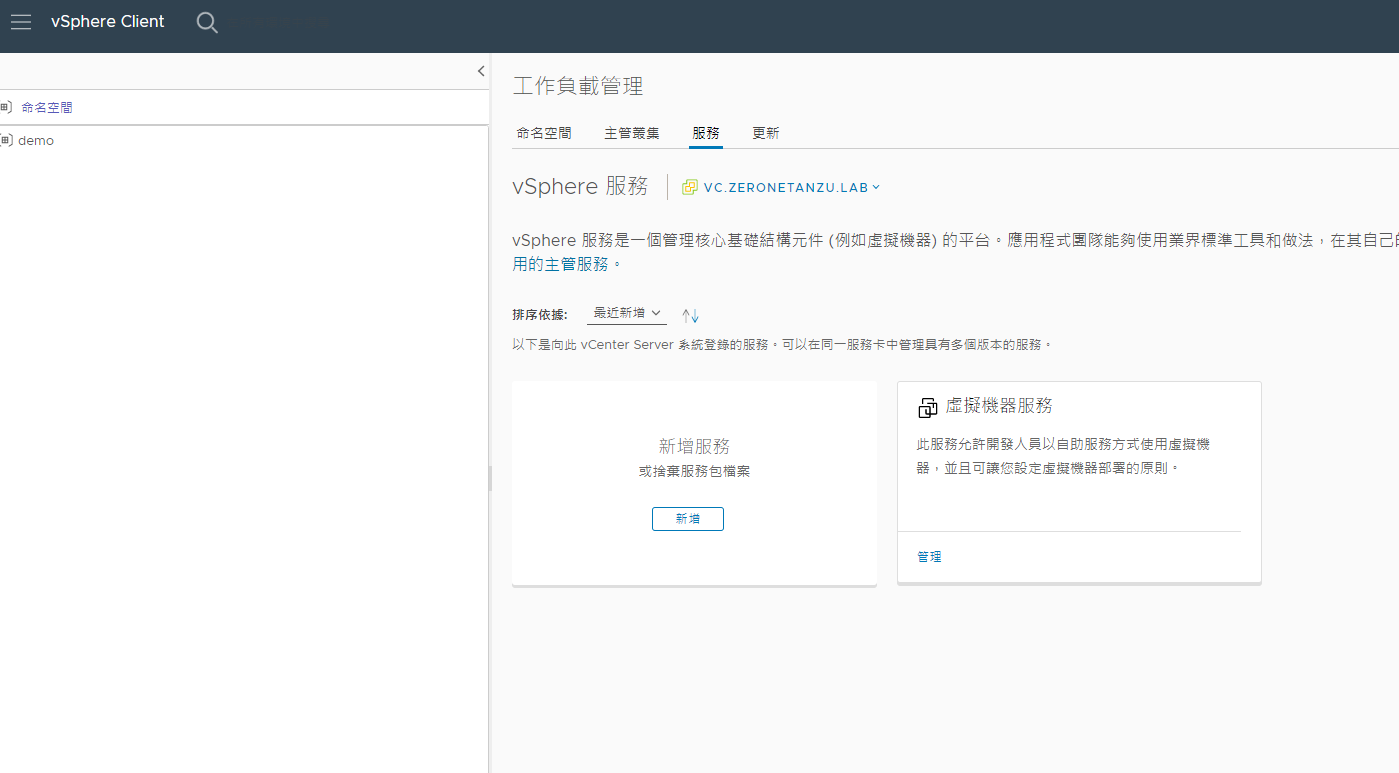 vSphere Client
命名空間
demo
工作負載管理
命名空間 主管叢集 服務 更新
vSphere 服務 VC.ZERONETANZU.LAB
vSphere 服務是一個管理核心基礎結構元件 (例如虛擬機器) 的平台。應用程式團隊能夠使用業界標準工具和做法，在其自己的
用的主管服務。
排序依據: 最近新增
以下是向此 vCenter Server 系統登錄的服務。可以在同一服務卡中管理具有多個版本的服務。
新增服務
或捨棄服務包檔案
新增
虛擬機器服務
此服務允許開發人員以自助服務方式使用虛擬機
器，並且可讓您設定虛擬機器部署的原則。
管理